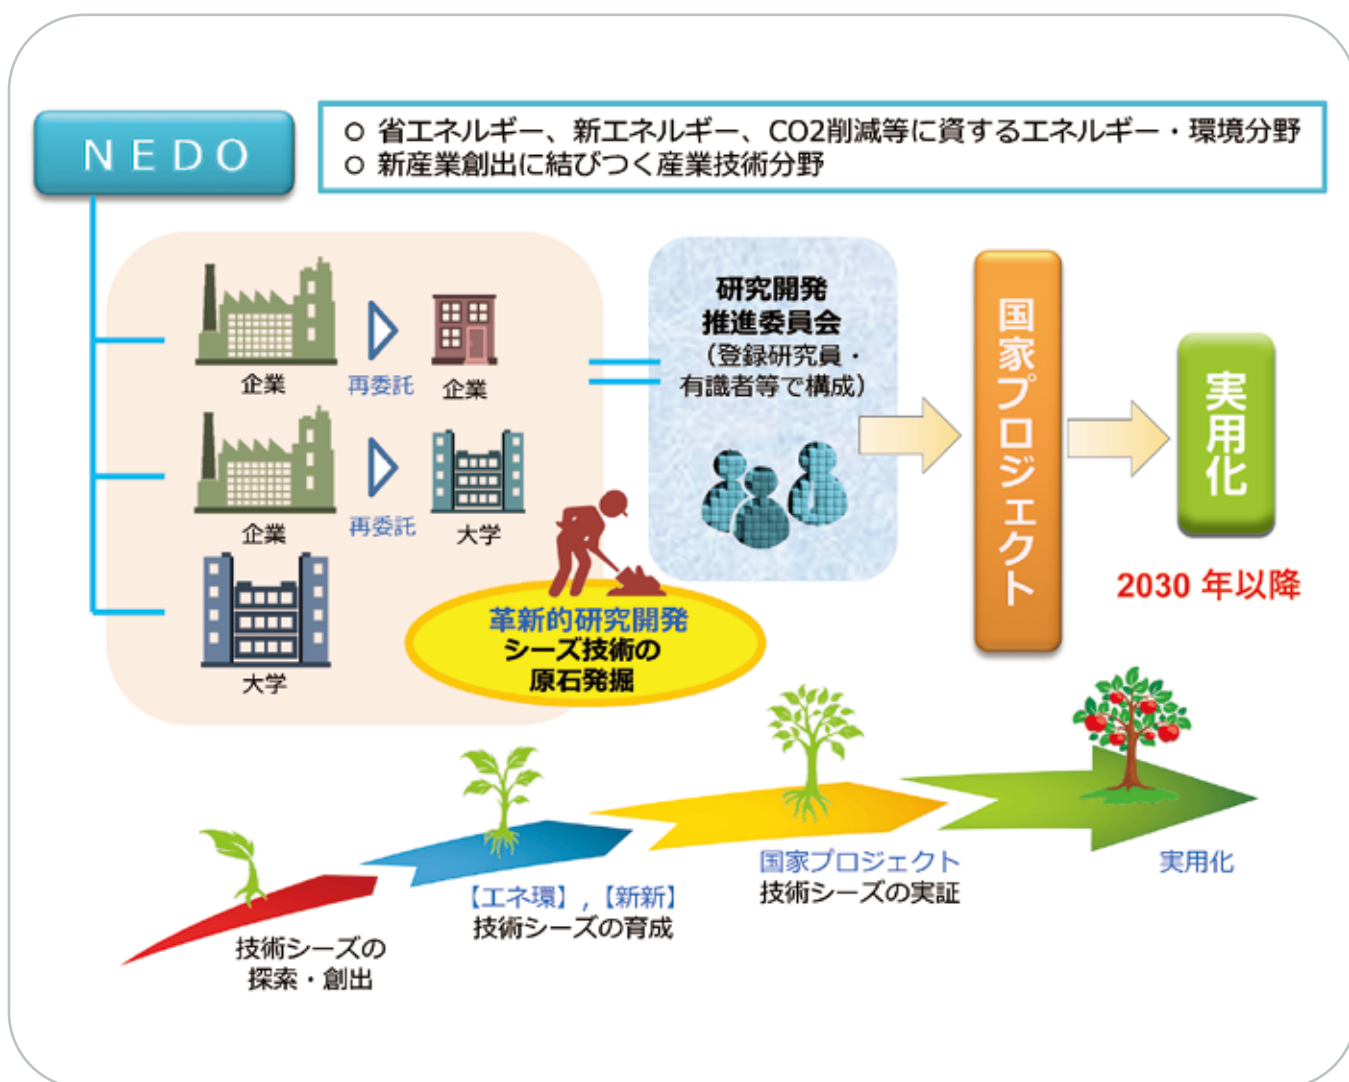 NEDO
○ 省エネルギー、新エネルギー、CO2削減等に資するエネルギー・環境分野
○ 新産業創出に結びつく産業技術分野
企業
再委託
企業
企業
再委託
大学
大学
革新的研究開発
シーズ技術の
原石発掘
研究開発
推進委員会
（登録研究員・
有識者等で構成）
国家プロジェクト
実用化
2030 年以降
技術シーズの
探索・創出
【エネ環】,【新新】
技術シーズの育成
国家プロジェクト
技術シーズの実証
実用化